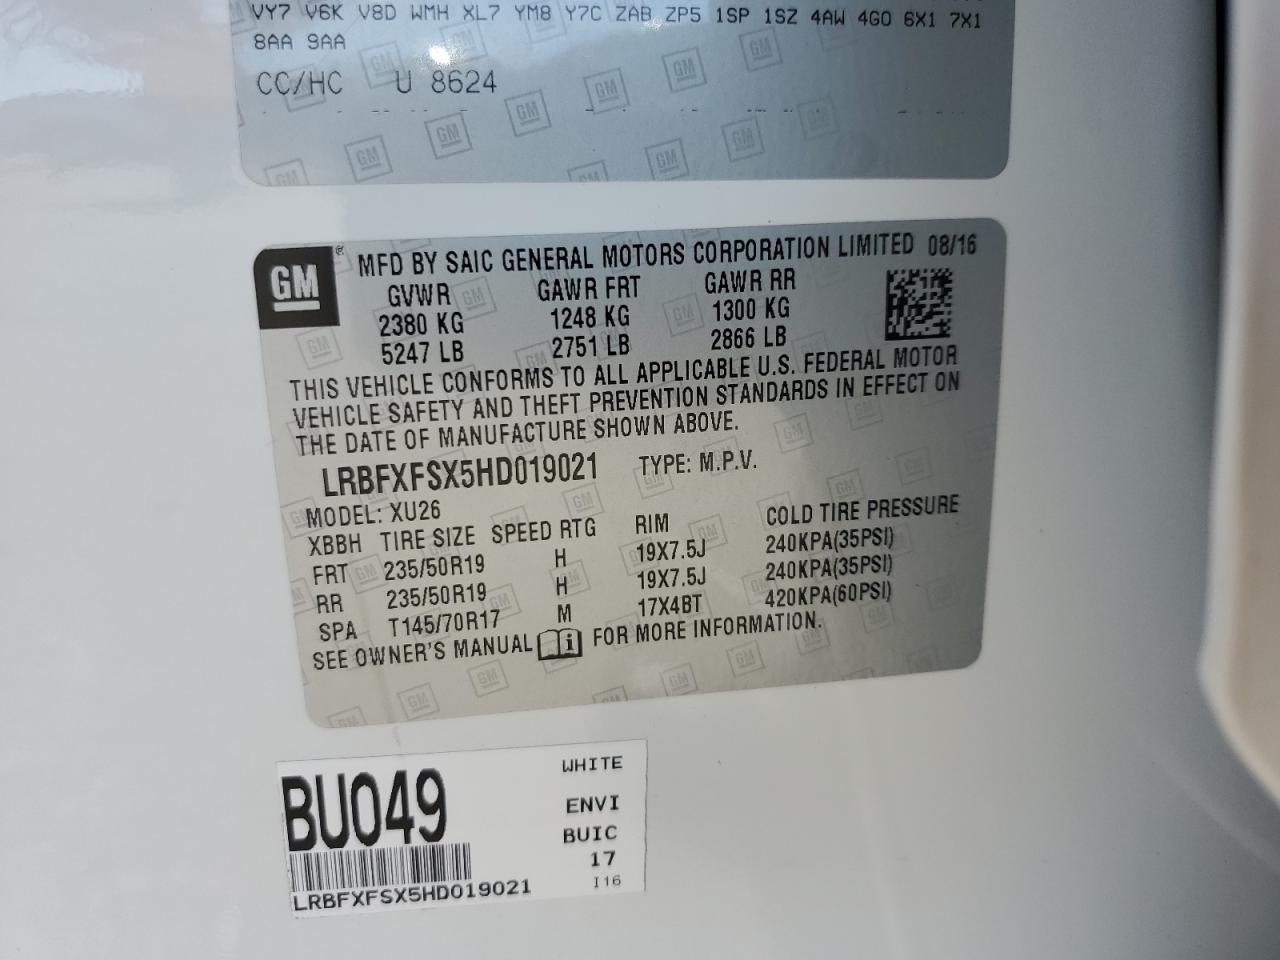 VY7 V6K V8D WMH XL7 YM8 Y7C ZAB ZP5 1SP 1SZ 4AW 4G0 6X1 7X1
8AA 9AA
CC/HC U 8624
GM ® MFD BY SAIC GENERAL MOTORS CORPORATION LIMITED 08/16
GVWR GAWR FRT GAWR RR
2380 KG 1248 KG 1300 KG
5247 LB 2751 LB 2866 LB
THIS VEHICLE CONFORMS TO ALL APPLICABLE U.S. FEDERAL MOTOR
VEHICLE SAFETY AND THEFT PREVENTION STANDARDS IN EFFECT ON
THE DATE OF MANUFACTURE SHOWN ABOVE.
LRBFXFSX5HD019021 TYPE: M.P.V.
MODEL: XU26
XBBH TIRE SIZE SPEED RTG RIM COLD TIRE PRESSURE
FRT 235/50R19 H 19X7.5J 240KPA(35PSI)
RR 235/50R19 H 19X7.5J 240KPA(35PSI)
SPA T145/70R17 M 17X4BT 420KPA(60PSI)
SEE OWNER'S MANUAL i FOR MORE INFORMATION.
BU049
WHITE
ENVI
BUIC
17
I16
LRBFXFSX5HD019021